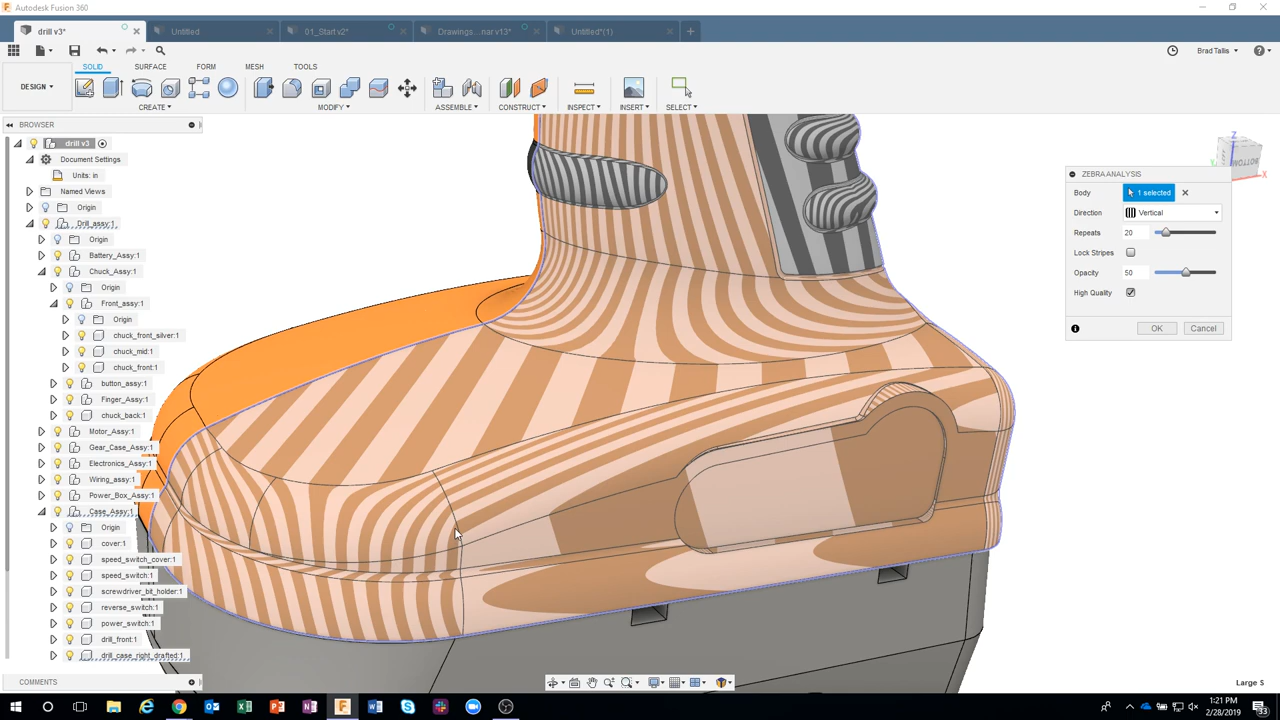 Autodesk Fusion 360
drill v3*
Untitled
01_Start v2*
Drawings...nar v13*
Untitled*(1)
Brad Tallis
DESIGN
SOLID
SURFACE
FORM
MESH
TOOLS
CREATE
MODIFY
ASSEMBLE
CONSTRUCT
INSPECT
INSERT
SELECT
BROWSER
drill v3
Document Settings
Units: in
Named Views
Origin
Drill_assy:1
Origin
Battery_Assy:1
Chuck_Assy:1
Origin
Front_assy:1
Origin
chuck_front_silver:1
chuck_mid:1
chuck_front:1
button_assy:1
Finger_Assy:1
chuck_back:1
Motor_Assy:1
Gear_Case_Assy:1
Electronics_Assy:1
Wiring_assy:1
Power_Box_Assy:1
Case_Assy:1
Origin
cover:1
speed_switch_cover:1
speed_switch:1
screwdriver_bit_holder:1
reverse_switch:1
power_switch:1
drill_front:1
drill_case_right_drafted:1
Z
BOTTOM
Y
X
ZEBRA ANALYSIS
Body 1 selected
Direction Vertical
Repeats 20
Lock Stripes
Opacity 50
High Quality
OK Cancel
COMMENTS
Large S
1:21 PM
2/28/2019
33